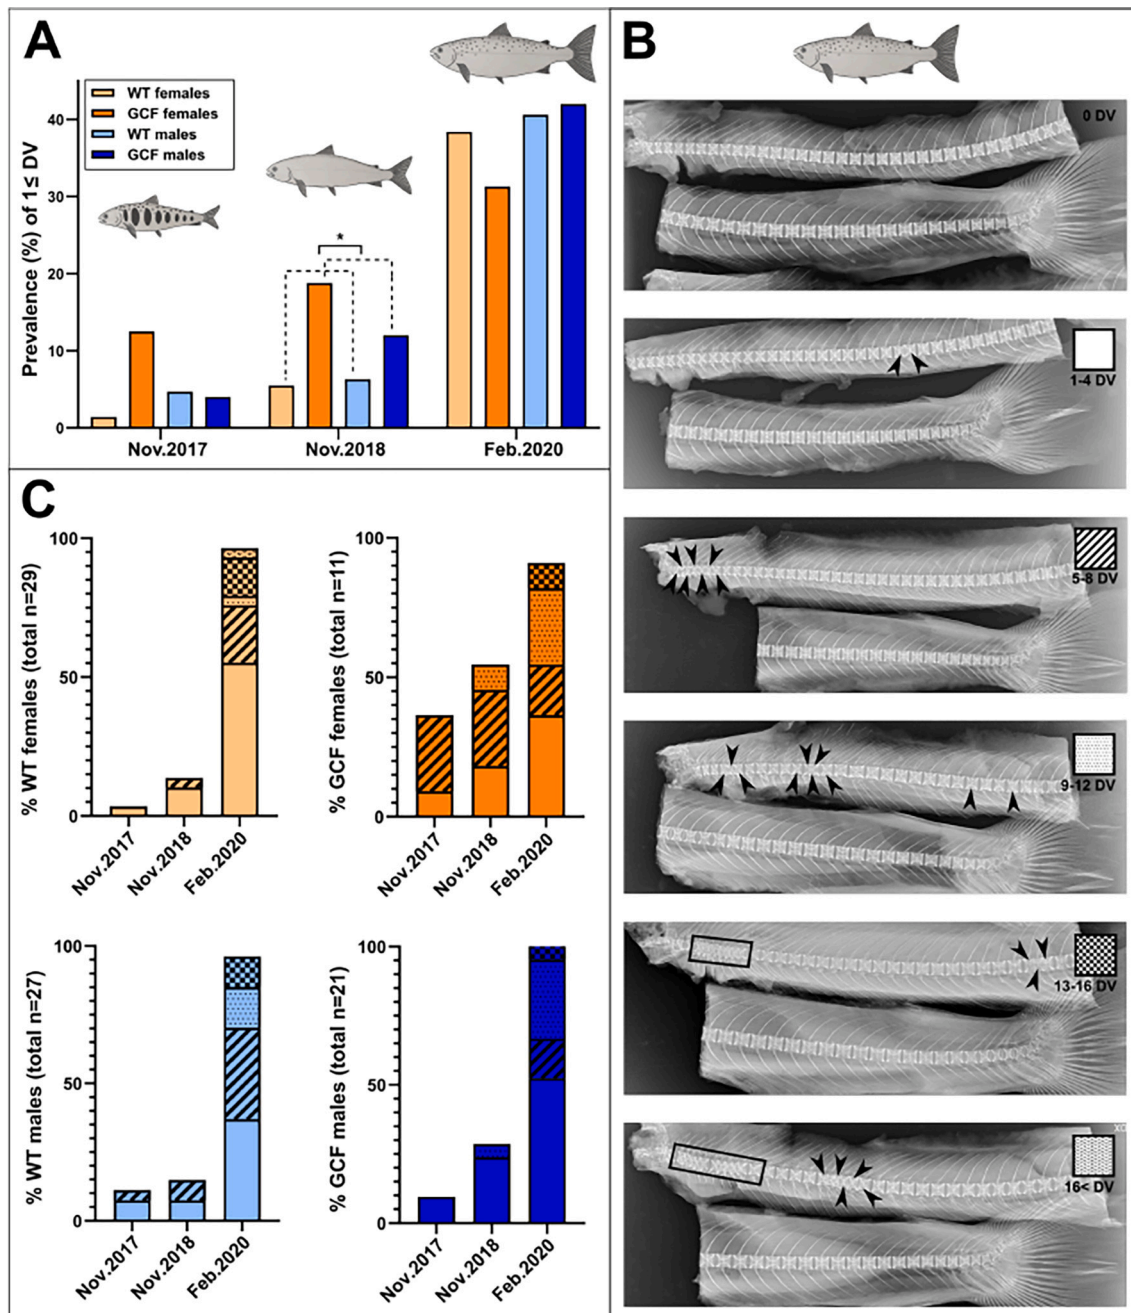 A
WT females
GCF females
WT males
GCF males
Prevalence (%) of 1≤ DV
40
30
20
10
0
*
Nov.2017
Nov.2018
Feb.2020
B
0 DV
1-4 DV
5-8 DV
9-12 DV
13-16 DV
16< DV
C
% WT females (total n=29)
100
50
0
Nov.2017
Nov.2018
Feb.2020
% GCF females (total n=11)
100
50
0
Nov.2017
Nov.2018
Feb.2020
% WT males (total n=27)
100
50
0
Nov.2017
Nov.2018
Feb.2020
% GCF males (total n=21)
100
50
0
Nov.2017
Nov.2018
Feb.2020